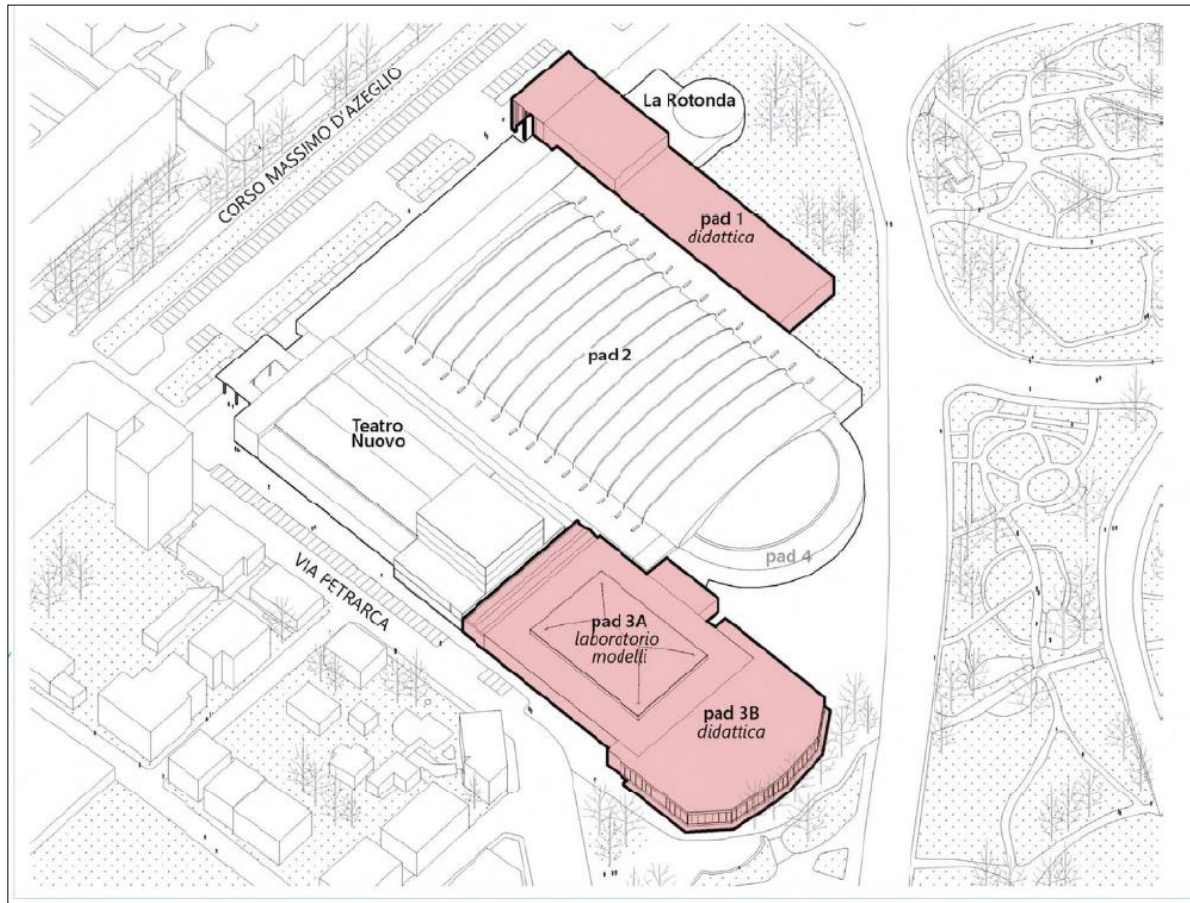 CORSO MASSIMO D'AZEGLIO
La Rotonda
pad 1
didattica
pad 2
Teatro
Nuovo
pad 4
VIA PETRARCA
pad 3A
laboratorio
modelli
pad 3B
didattica